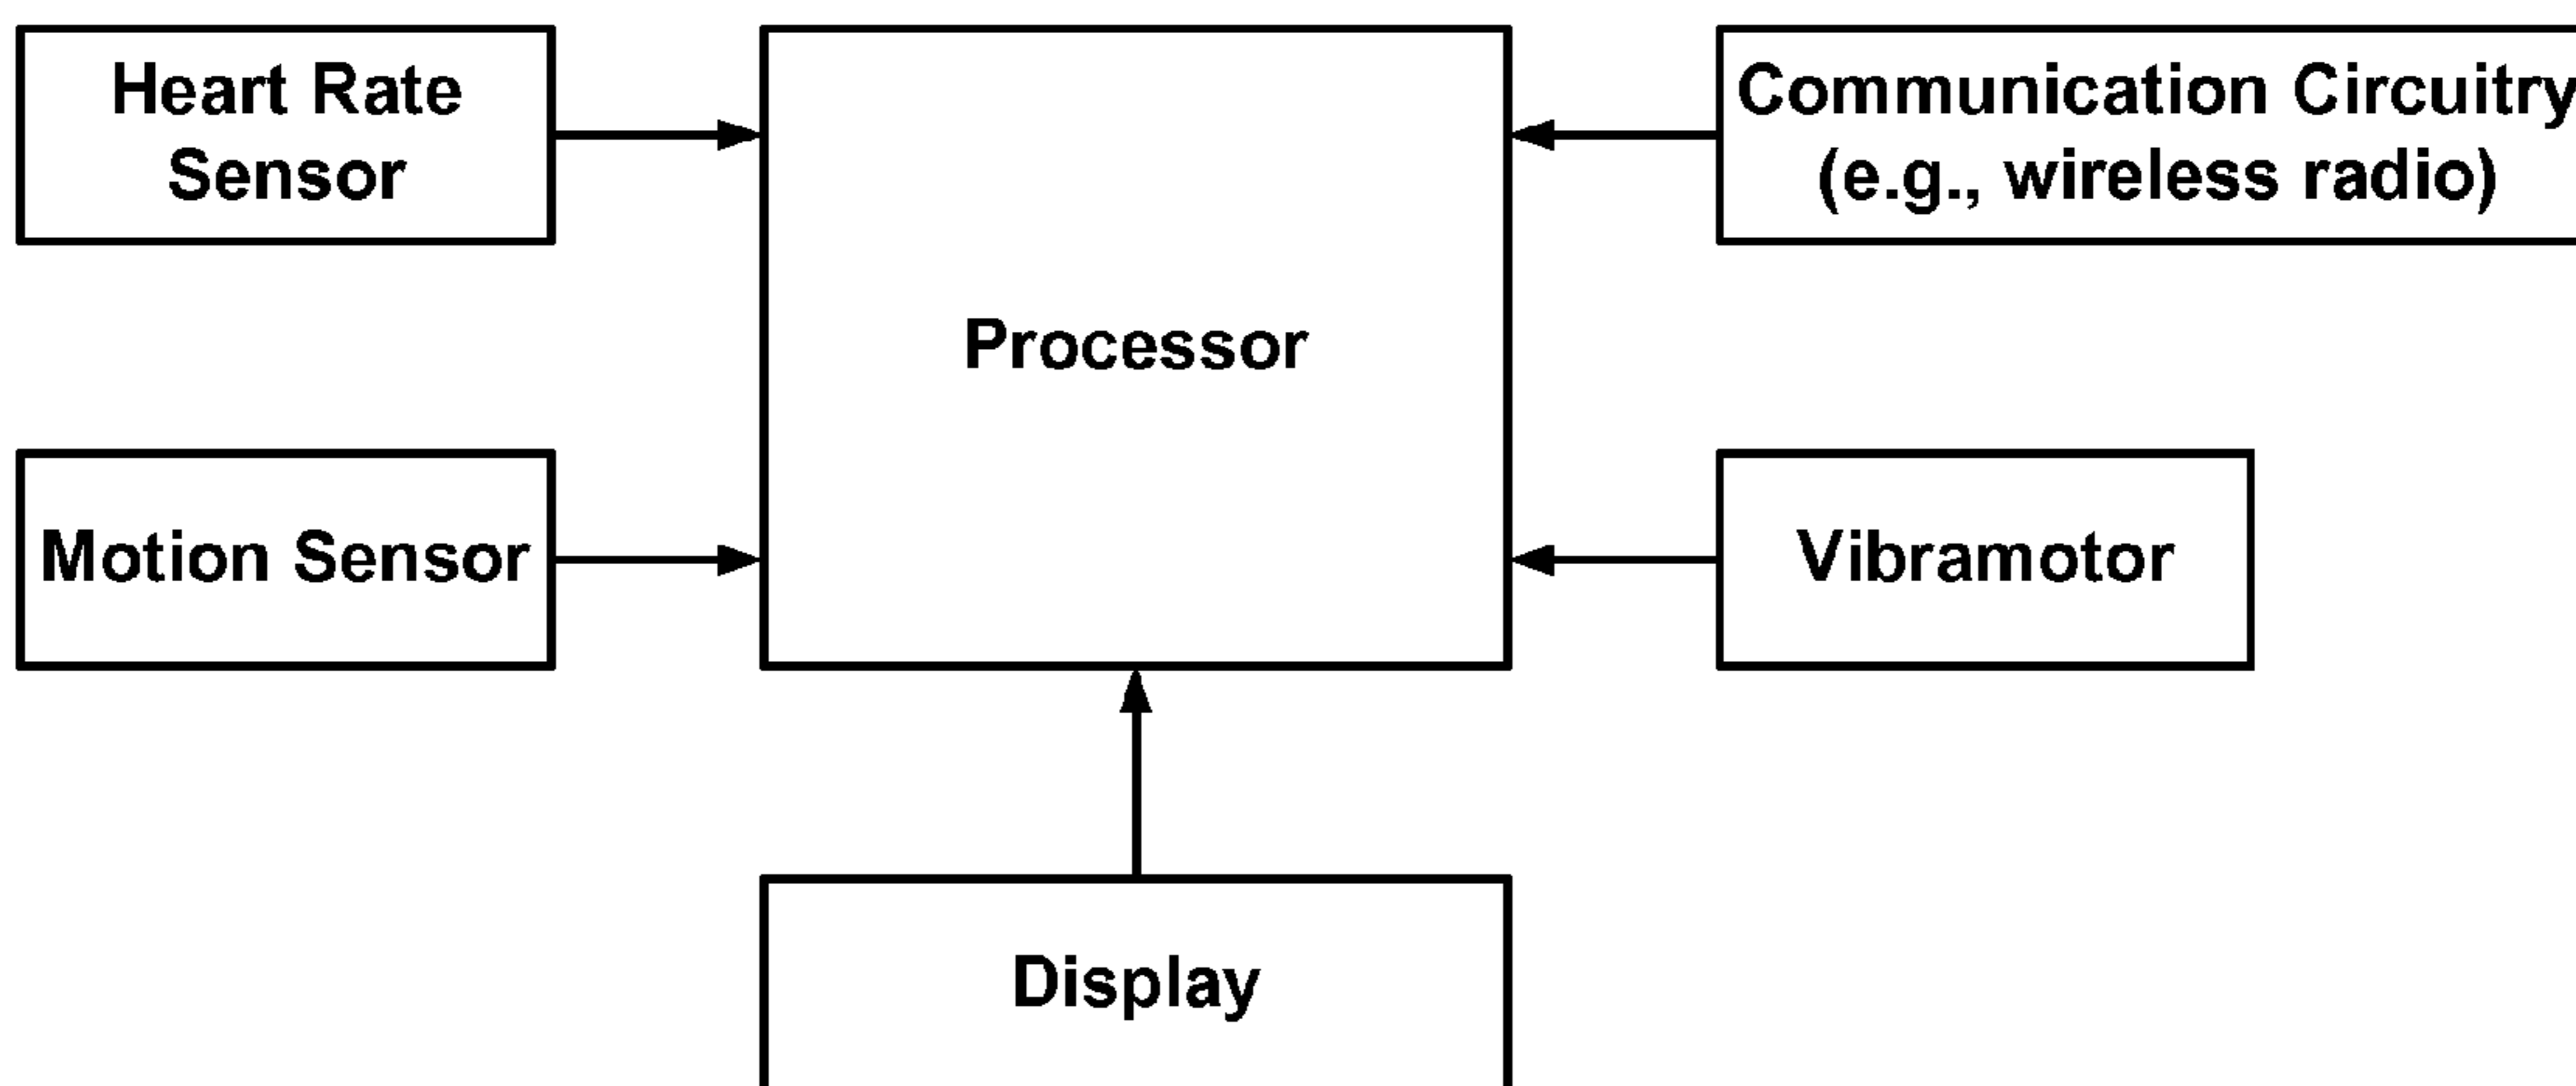 Heart Rate
Sensor
Processor
Communication Circuitry
(e.g., wireless radio)
Motion Sensor
Vibramotor
Display